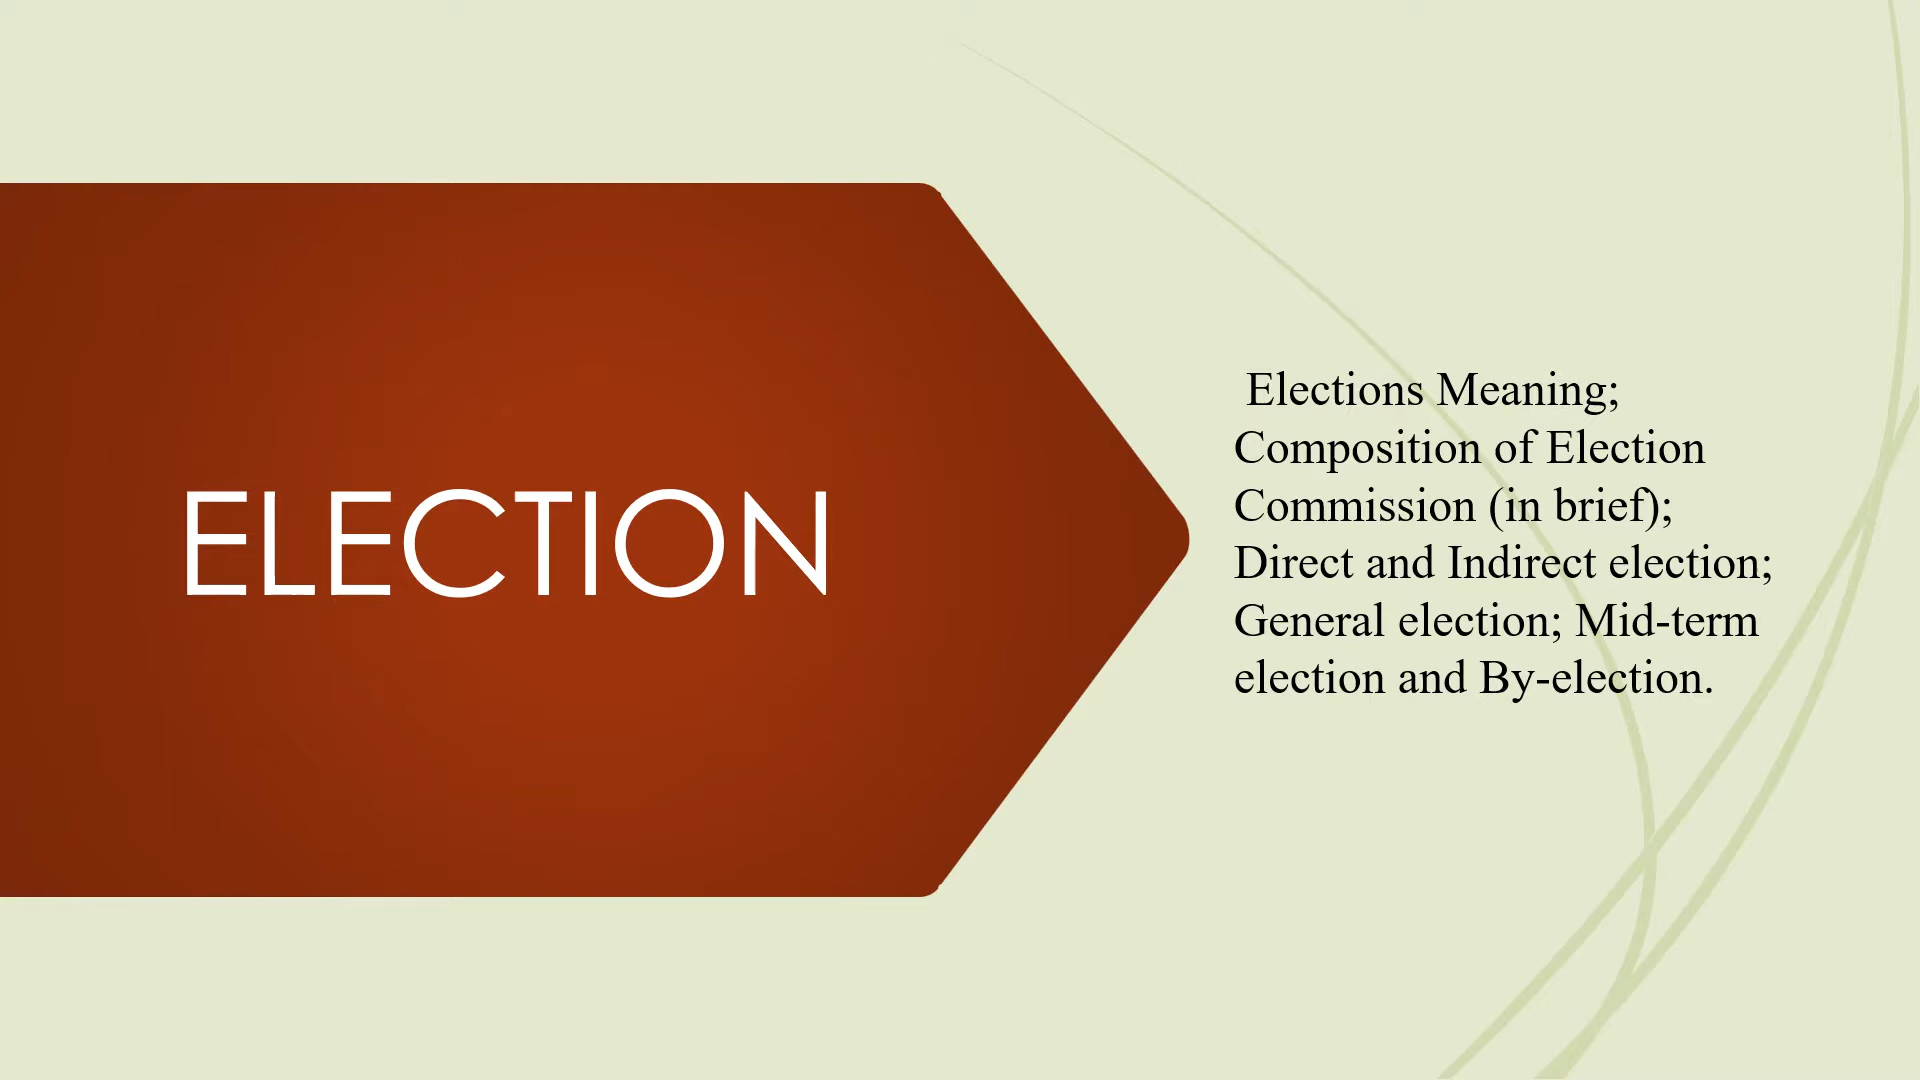 ELECTION
Elections Meaning;
Composition of Election
Commission (in brief);
Direct and Indirect election;
General election; Mid-term
election and By-election.